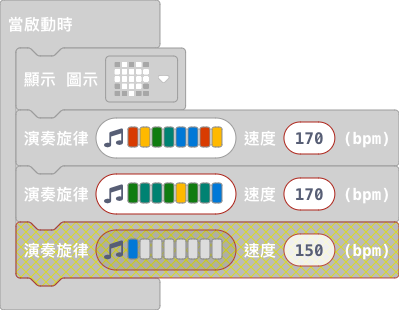 當啟動時
顯示 圖示
演奏旋律 速度 170 (bpm)
演奏旋律 速度 170 (bpm)
演奏旋律 速度 150 (bpm)